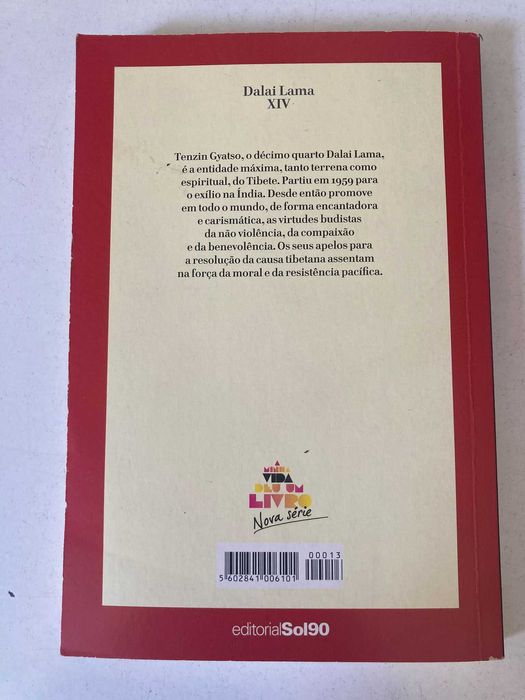 Dalai Lama
XIV
Tenzin Gyatso, o décimo quarto Dalai Lama,
é a entidade máxima, tanto terrena como
espiritual, do Tibete. Partiu em 1959 para
o exílio na Índia. Desde então promove
em todo o mundo, de forma encantadora
e carismática, as virtudes budistas
da não violência, da compaixão
e da benevolência. Os seus apelos para
a resolução da causa tibetana assentam
na força da moral e da resistência pacífica.
A
MINHA
VIDA
DEU UM
LIVRO
Nova série
00013
5 602841 006101
editorialSol90